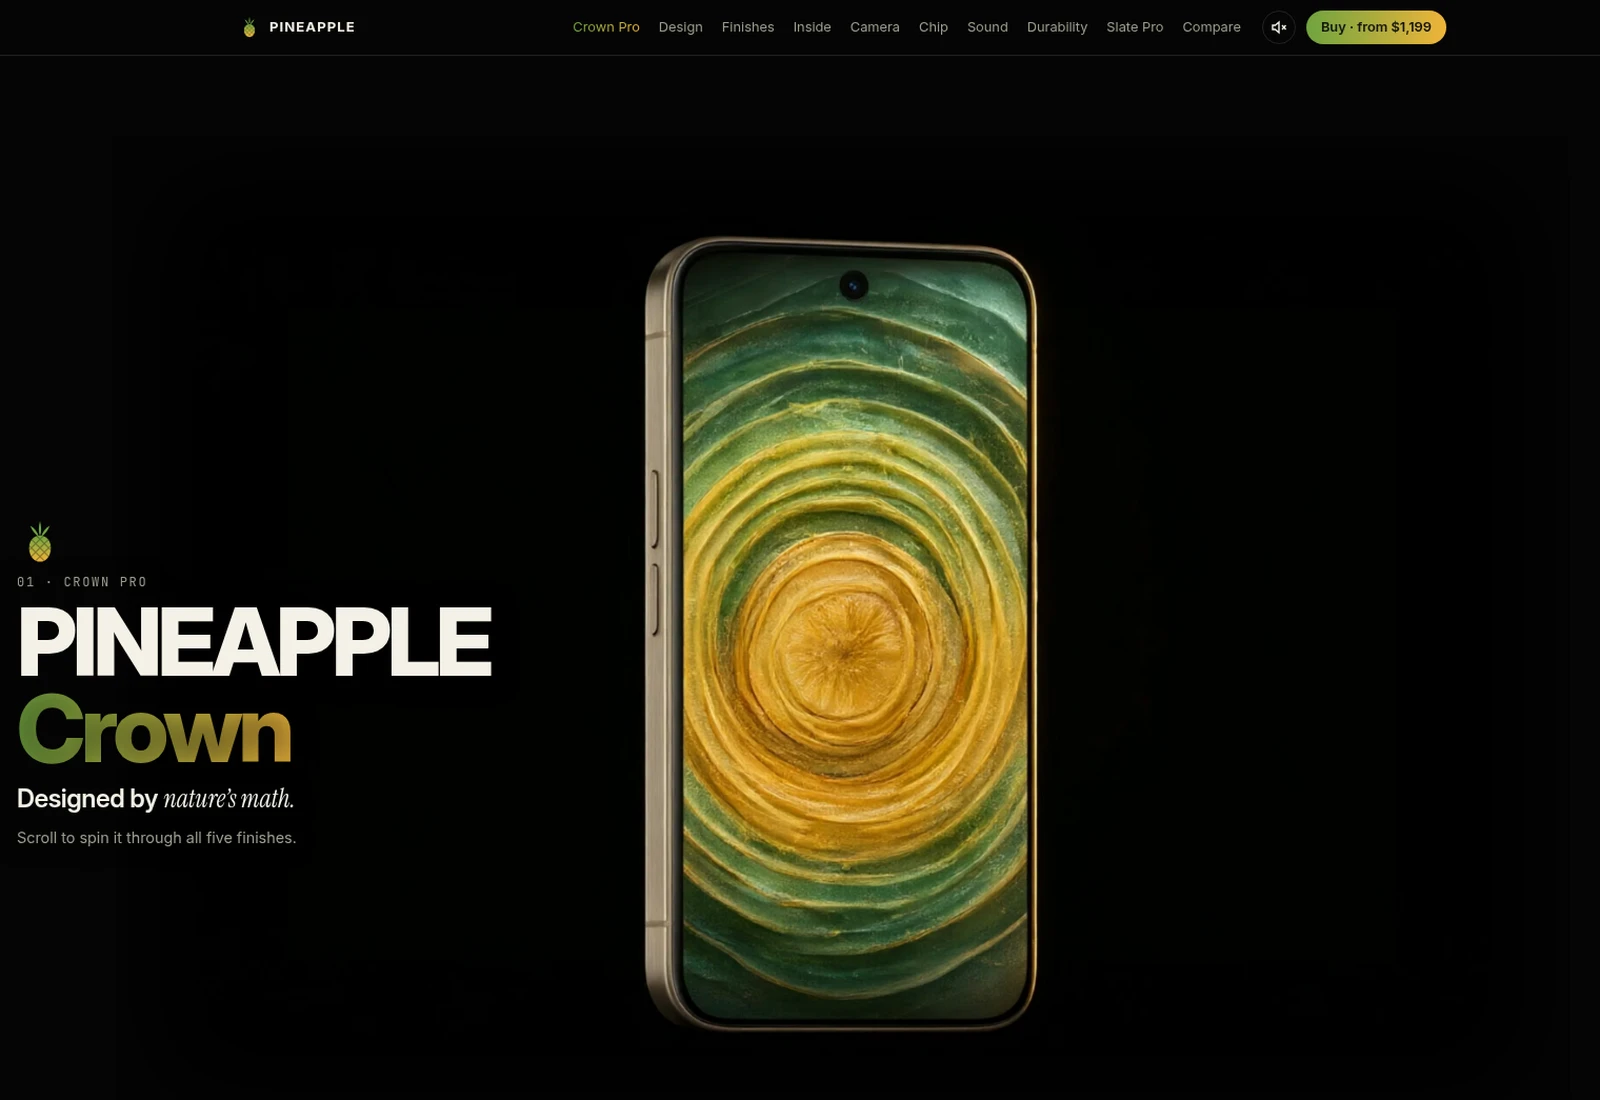 PINEAPPLE
Crown Pro Design Finishes Inside Camera Chip Sound Durability Slate Pro Compare Buy · from $1,199
01 · CROWN PRO
PINEAPPLE
Crown
Designed by nature’s math.
Scroll to spin it through all five finishes.